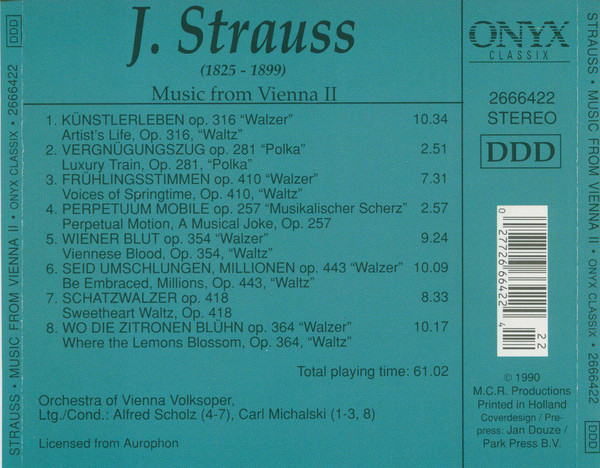 J. Strauss
(1825 - 1899)
Music from Vienna II
1. KÜNSTLERLEBEN op. 316 “Walzer” 10.34
Artist's Life, Op. 316, “Waltz”
2. VERGNÜGUNGSZUG op. 281 “Polka” 2.51
Luxury Train, Op. 281, “Polka”
3. FRÜHLINGSSTIMMEN op. 410 “Walzer” 7.31
Voices of Springtime, Op. 410, “Waltz”
4. PERPETUUM MOBILE op. 257 “Musikalischer Scherz” 2.57
Perpetual Motion, A Musical Joke, Op. 257
5. WIENER BLUT op. 354 “Walzer” 9.24
Viennese Blood, Op. 354, “Waltz”
6. SEID UMSCHLUNGEN, MILLIONEN op. 443 “Walzer” 10.09
Be Embraced, Millions, Op. 443, “Waltz”
7. SCHATZWALZER op. 418 8.33
Sweetheart Waltz, Op. 418
8. WO DIE ZITRONEN BLÜHN op. 364 “Walzer” 10.17
Where the Lemons Blossom, Op. 364, “Waltz”
Total playing time: 61.02
Orchestra of Vienna Volksoper,
Ltg./Cond.: Alfred Scholz (4-7), Carl Michalski (1-3, 8)
Licensed from Aurophon
ONYX
CLASSIX
2666422
STEREO
DDD
0 27726 66422 4
22
© 1990
M.C.R. Productions
Printed in Holland
Coverdesign / Pre-
press: Jan Douze /
Park Press B.V.
STRAUSS • MUSIC FROM VIENNA II • ONYX CLASSIX • 2666422 DDD
STRAUSS • MUSIC FROM VIENNA II • ONYX CLASSIX • 2666422 DDD